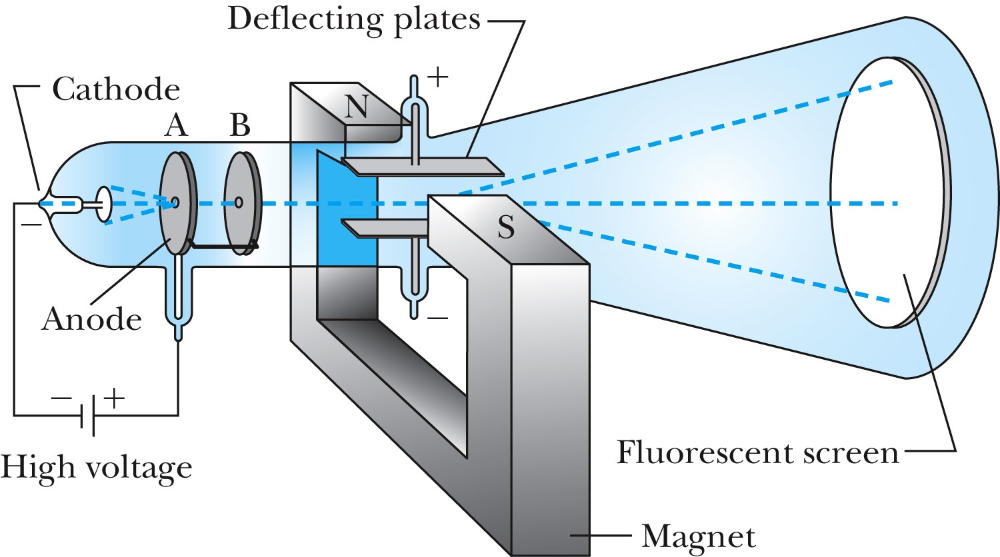 Deflecting plates
+
Cathode
A
B
N
−
S
Anode
−
− +
High voltage
Fluorescent screen
Magnet